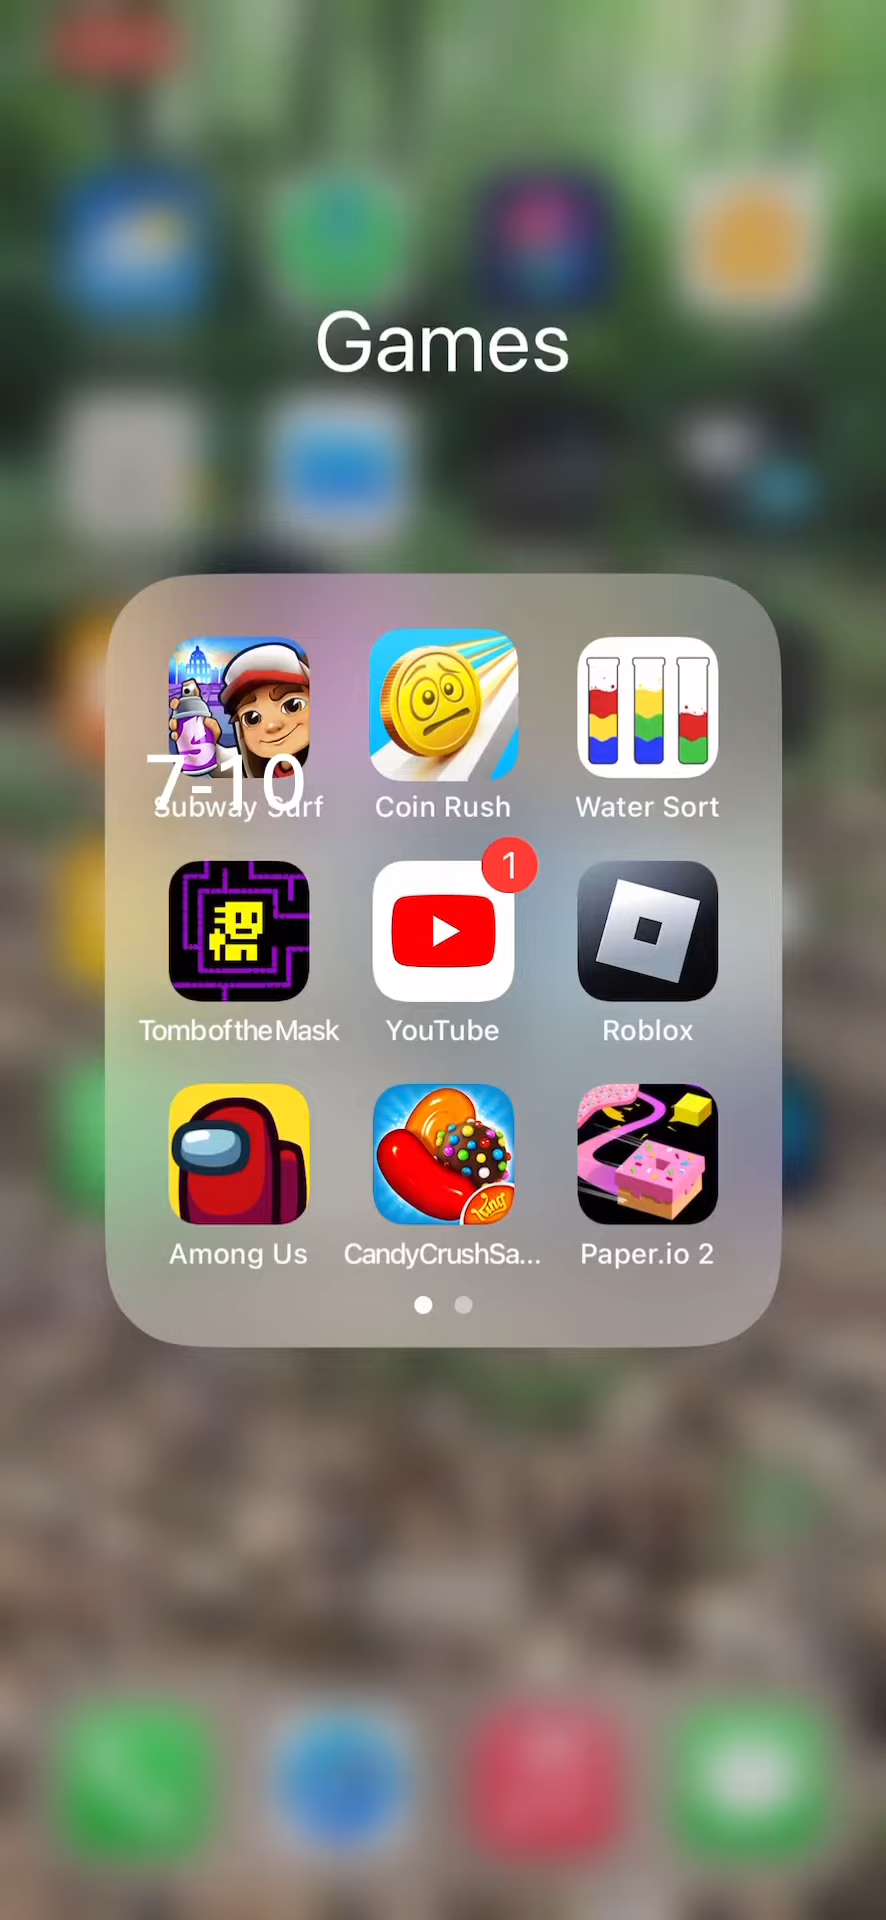 Games
7-10
Subway Surf
Coin Rush
Water Sort
1
TomboftheMask
YouTube
Roblox
King
Among Us
CandyCrushSa...
Paper.io 2